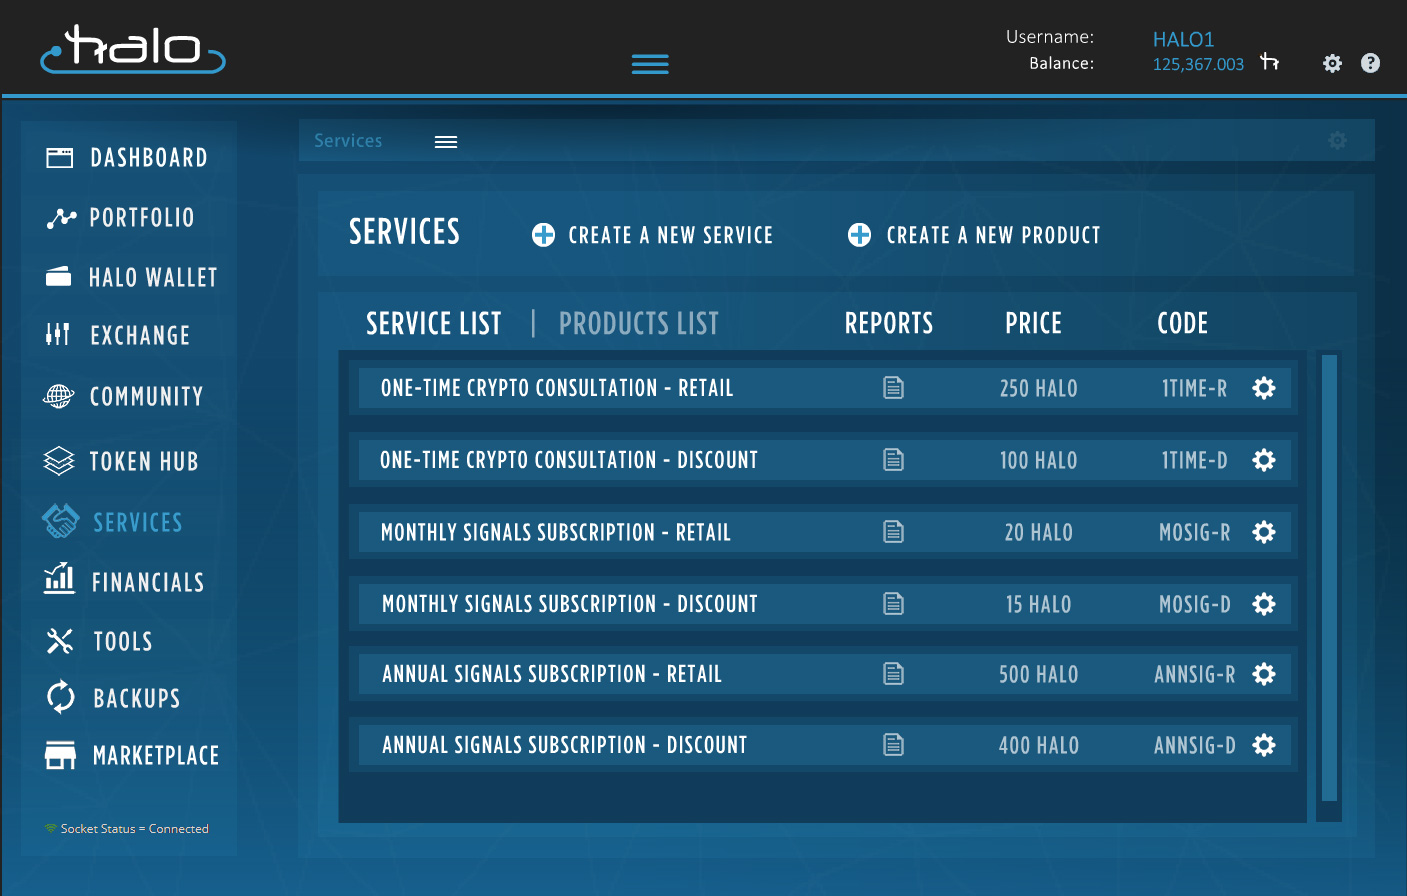 halo
Username: HALO1
Balance: 125,367.003
DASHBOARD
PORTFOLIO
HALO WALLET
EXCHANGE
COMMUNITY
TOKEN HUB
SERVICES
FINANCIALS
TOOLS
BACKUPS
MARKETPLACE
Socket Status = Connected
Services
SERVICES CREATE A NEW SERVICE CREATE A NEW PRODUCT
SERVICE LIST | PRODUCTS LIST REPORTS PRICE CODE
ONE-TIME CRYPTO CONSULTATION - RETAIL 250 HALO 1TIME-R
ONE-TIME CRYPTO CONSULTATION - DISCOUNT 100 HALO 1TIME-D
MONTHLY SIGNALS SUBSCRIPTION - RETAIL 20 HALO MOSIG-R
MONTHLY SIGNALS SUBSCRIPTION - DISCOUNT 15 HALO MOSIG-D
ANNUAL SIGNALS SUBSCRIPTION - RETAIL 500 HALO ANNSIG-R
ANNUAL SIGNALS SUBSCRIPTION - DISCOUNT 400 HALO ANNSIG-D